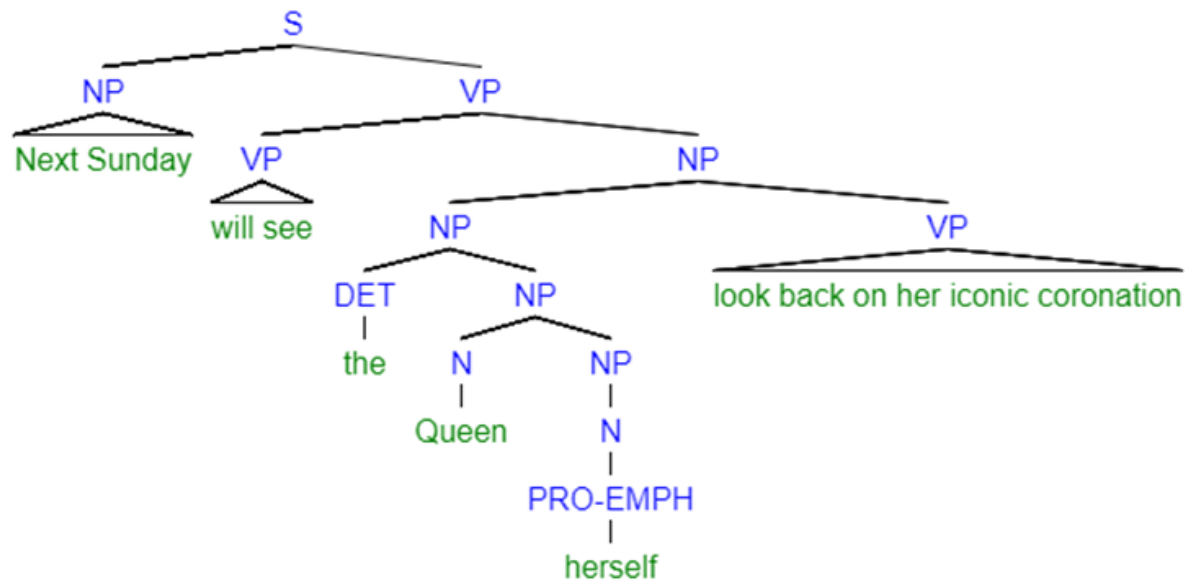 S
NP VP
Next Sunday VP NP
will see NP VP
DET NP look back on her iconic coronation
the N NP
Queen N
PRO-EMPH
herself